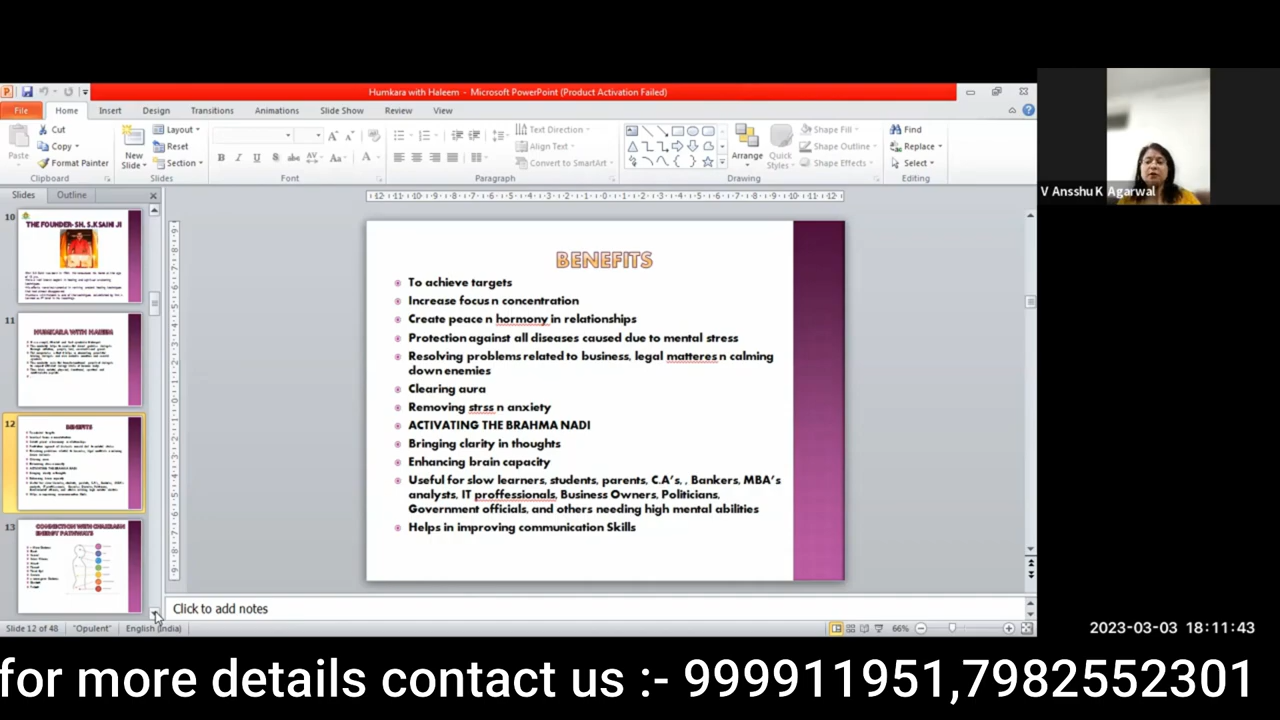 Humkara with Haleem - Microsoft PowerPoint (Product Activation Failed)
File Home Insert Design Transitions Animations Slide Show Review View
Paste
Cut
Copy
Format Painter
Clipboard
New Slide
Layout
Reset
Section
Slides
Font
Text Direction
Align Text
Convert to SmartArt
Paragraph
Arrange
Quick Styles
Shape Fill
Shape Outline
Shape Effects
Drawing
Find
Replace
Select
Editing
Slides Outline
10
THE FOUNDER- SH. S.K SAINI JI
11
HUMKARA WITH HALEEM
12
BENEFITS
13
CONNECTION WITH CHAKRAS N
ENERGY PATHWAYS
BENEFITS
To achieve targets
Increase focus n concentration
Create peace n hormony in relationships
Protection against all diseases caused due to mental stress
Resolving problems related to business, legal matteres n calming
down enemies
Clearing aura
Removing strss n anxiety
ACTIVATING THE BRAHMA NADI
Bringing clarity in thoughts
Enhancing brain capacity
Useful for slow learners, students, parents, C.A's, , Bankers, MBA's
analysts, IT proffessionals, Business Owners, Politicians,
Government officials, and others needing high mental abilities
Helps in improving communication Skills
Click to add notes
Slide 12 of 48 "Opulent" English (India) 66%
V Ansshu K Agarwal
2023-03-03 18:11:43
for more details contact us :- 999911951,7982552301